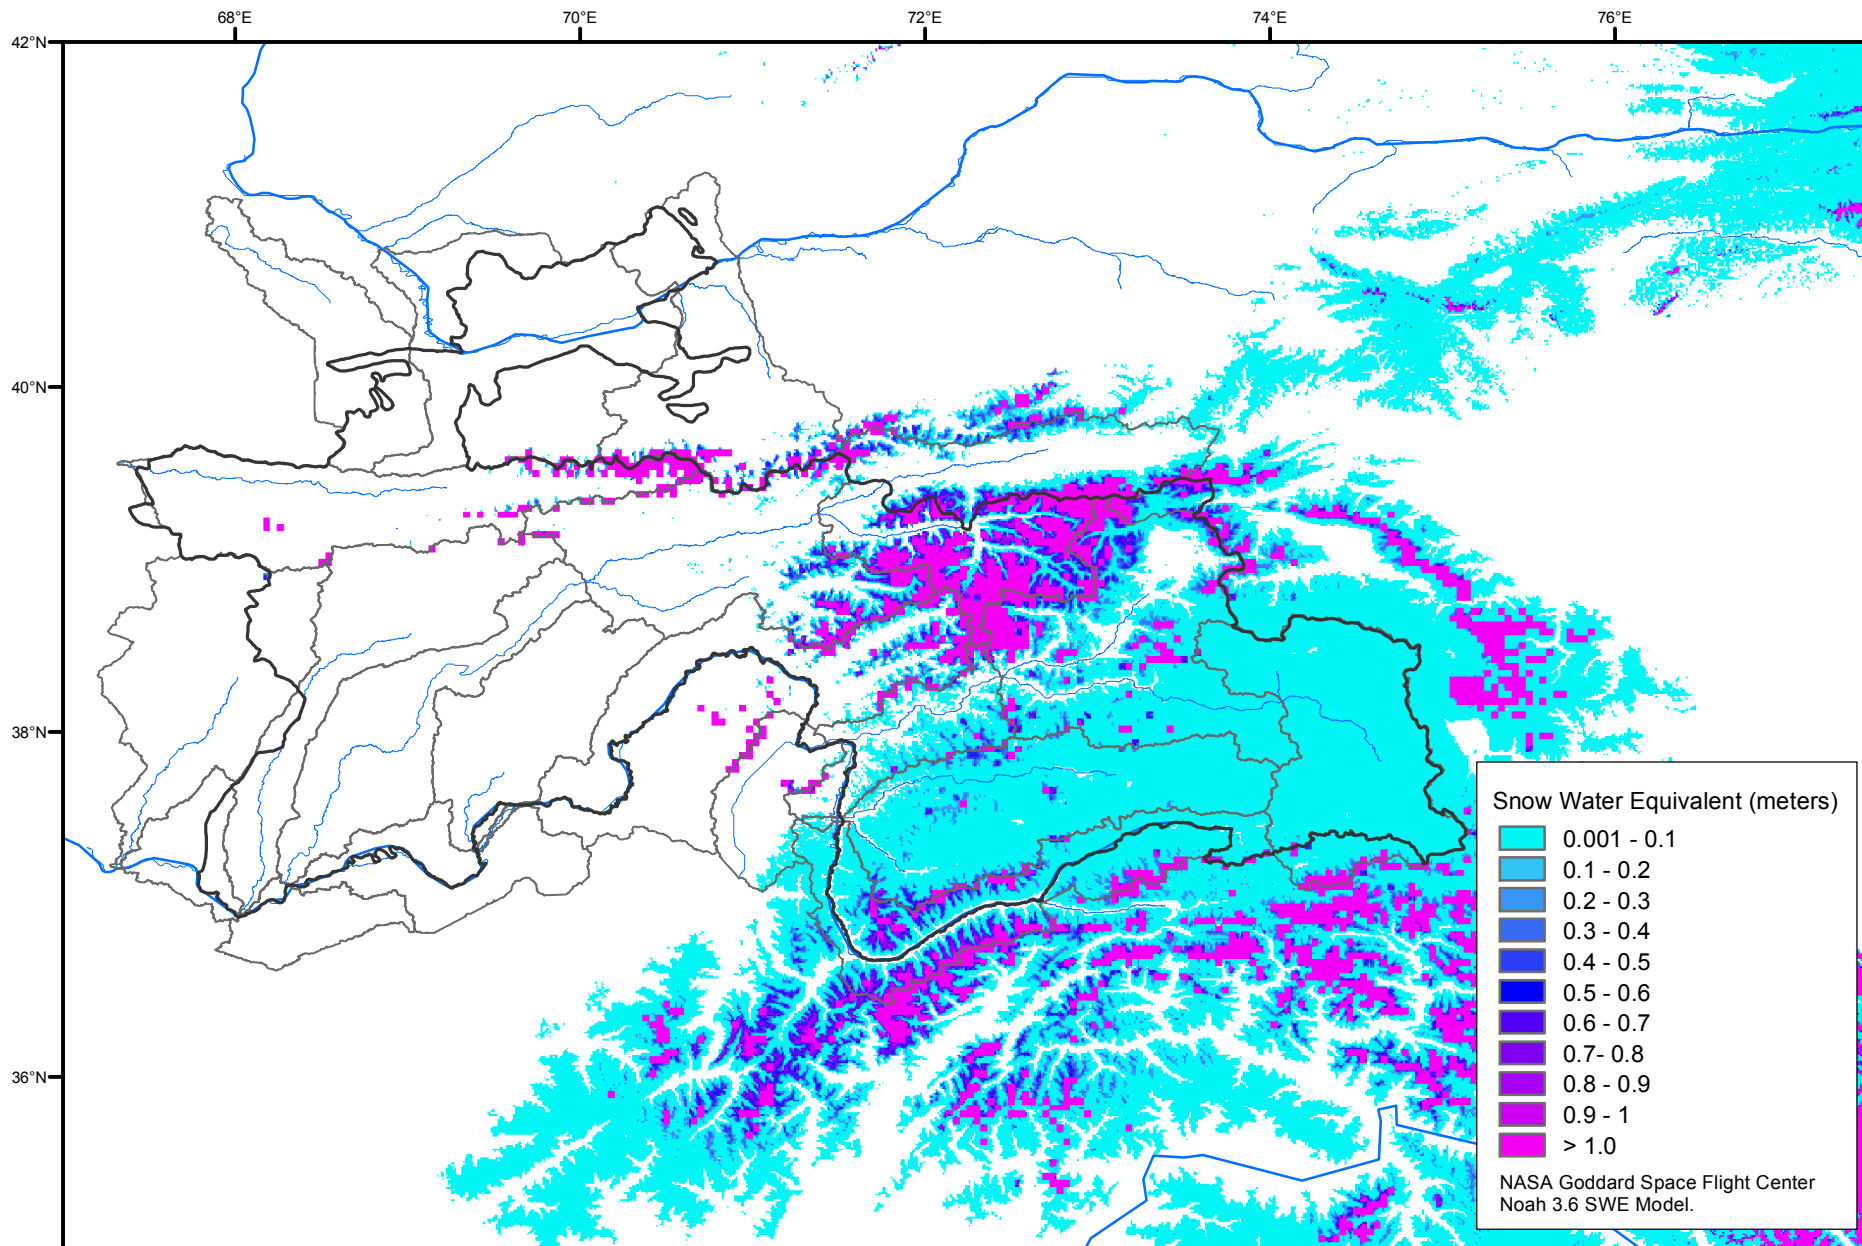 68°E
70°E
72°E
74°E
76°E
42°N
40°N
38°N
36°N
Snow Water Equivalent (meters)
0.001 - 0.1
0.1 - 0.2
0.2 - 0.3
0.3 - 0.4
0.4 - 0.5
0.5 - 0.6
0.6 - 0.7
0.7- 0.8
0.8 - 0.9
0.9 - 1
> 1.0
NASA Goddard Space Flight Center
Noah 3.6 SWE Model.